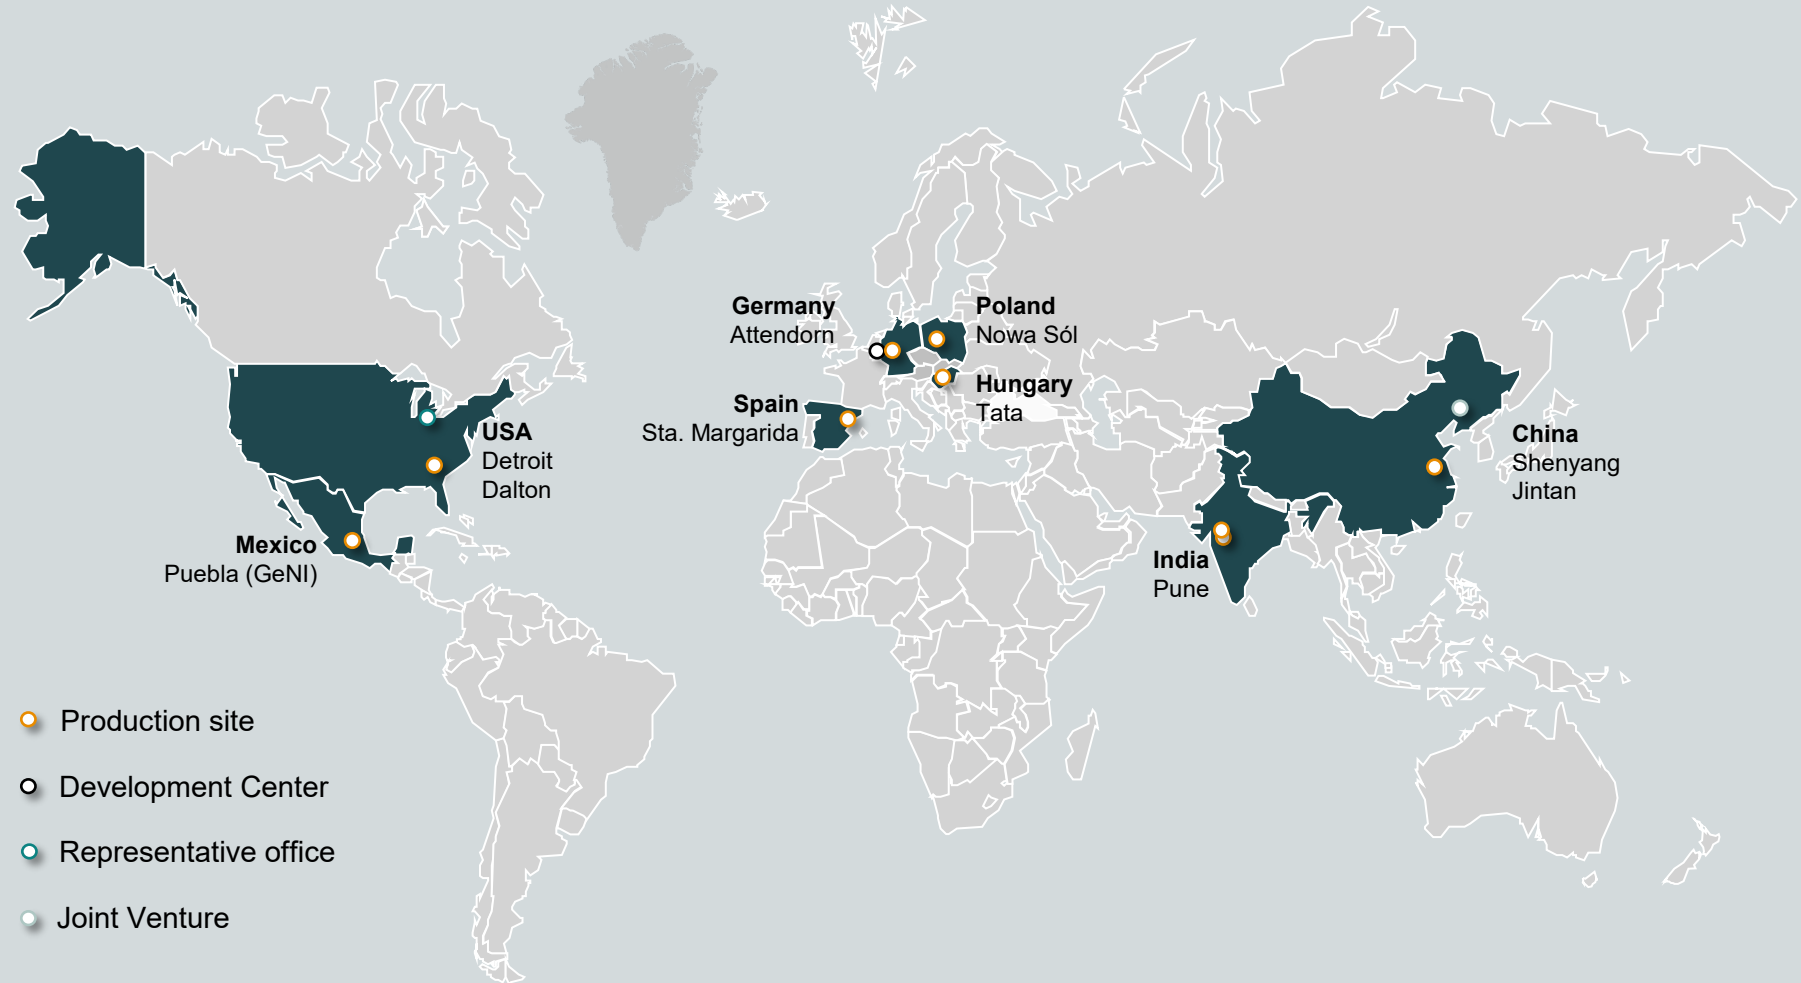 Germany
Attendorn
Poland
Nowa Sól
Hungary
Tata
Spain
Sta. Margarida
USA
Detroit
Dalton
China
Shenyang
Jintan
Mexico
Puebla (GeNI)
India
Pune
Production site
Development Center
Representative office
Joint Venture